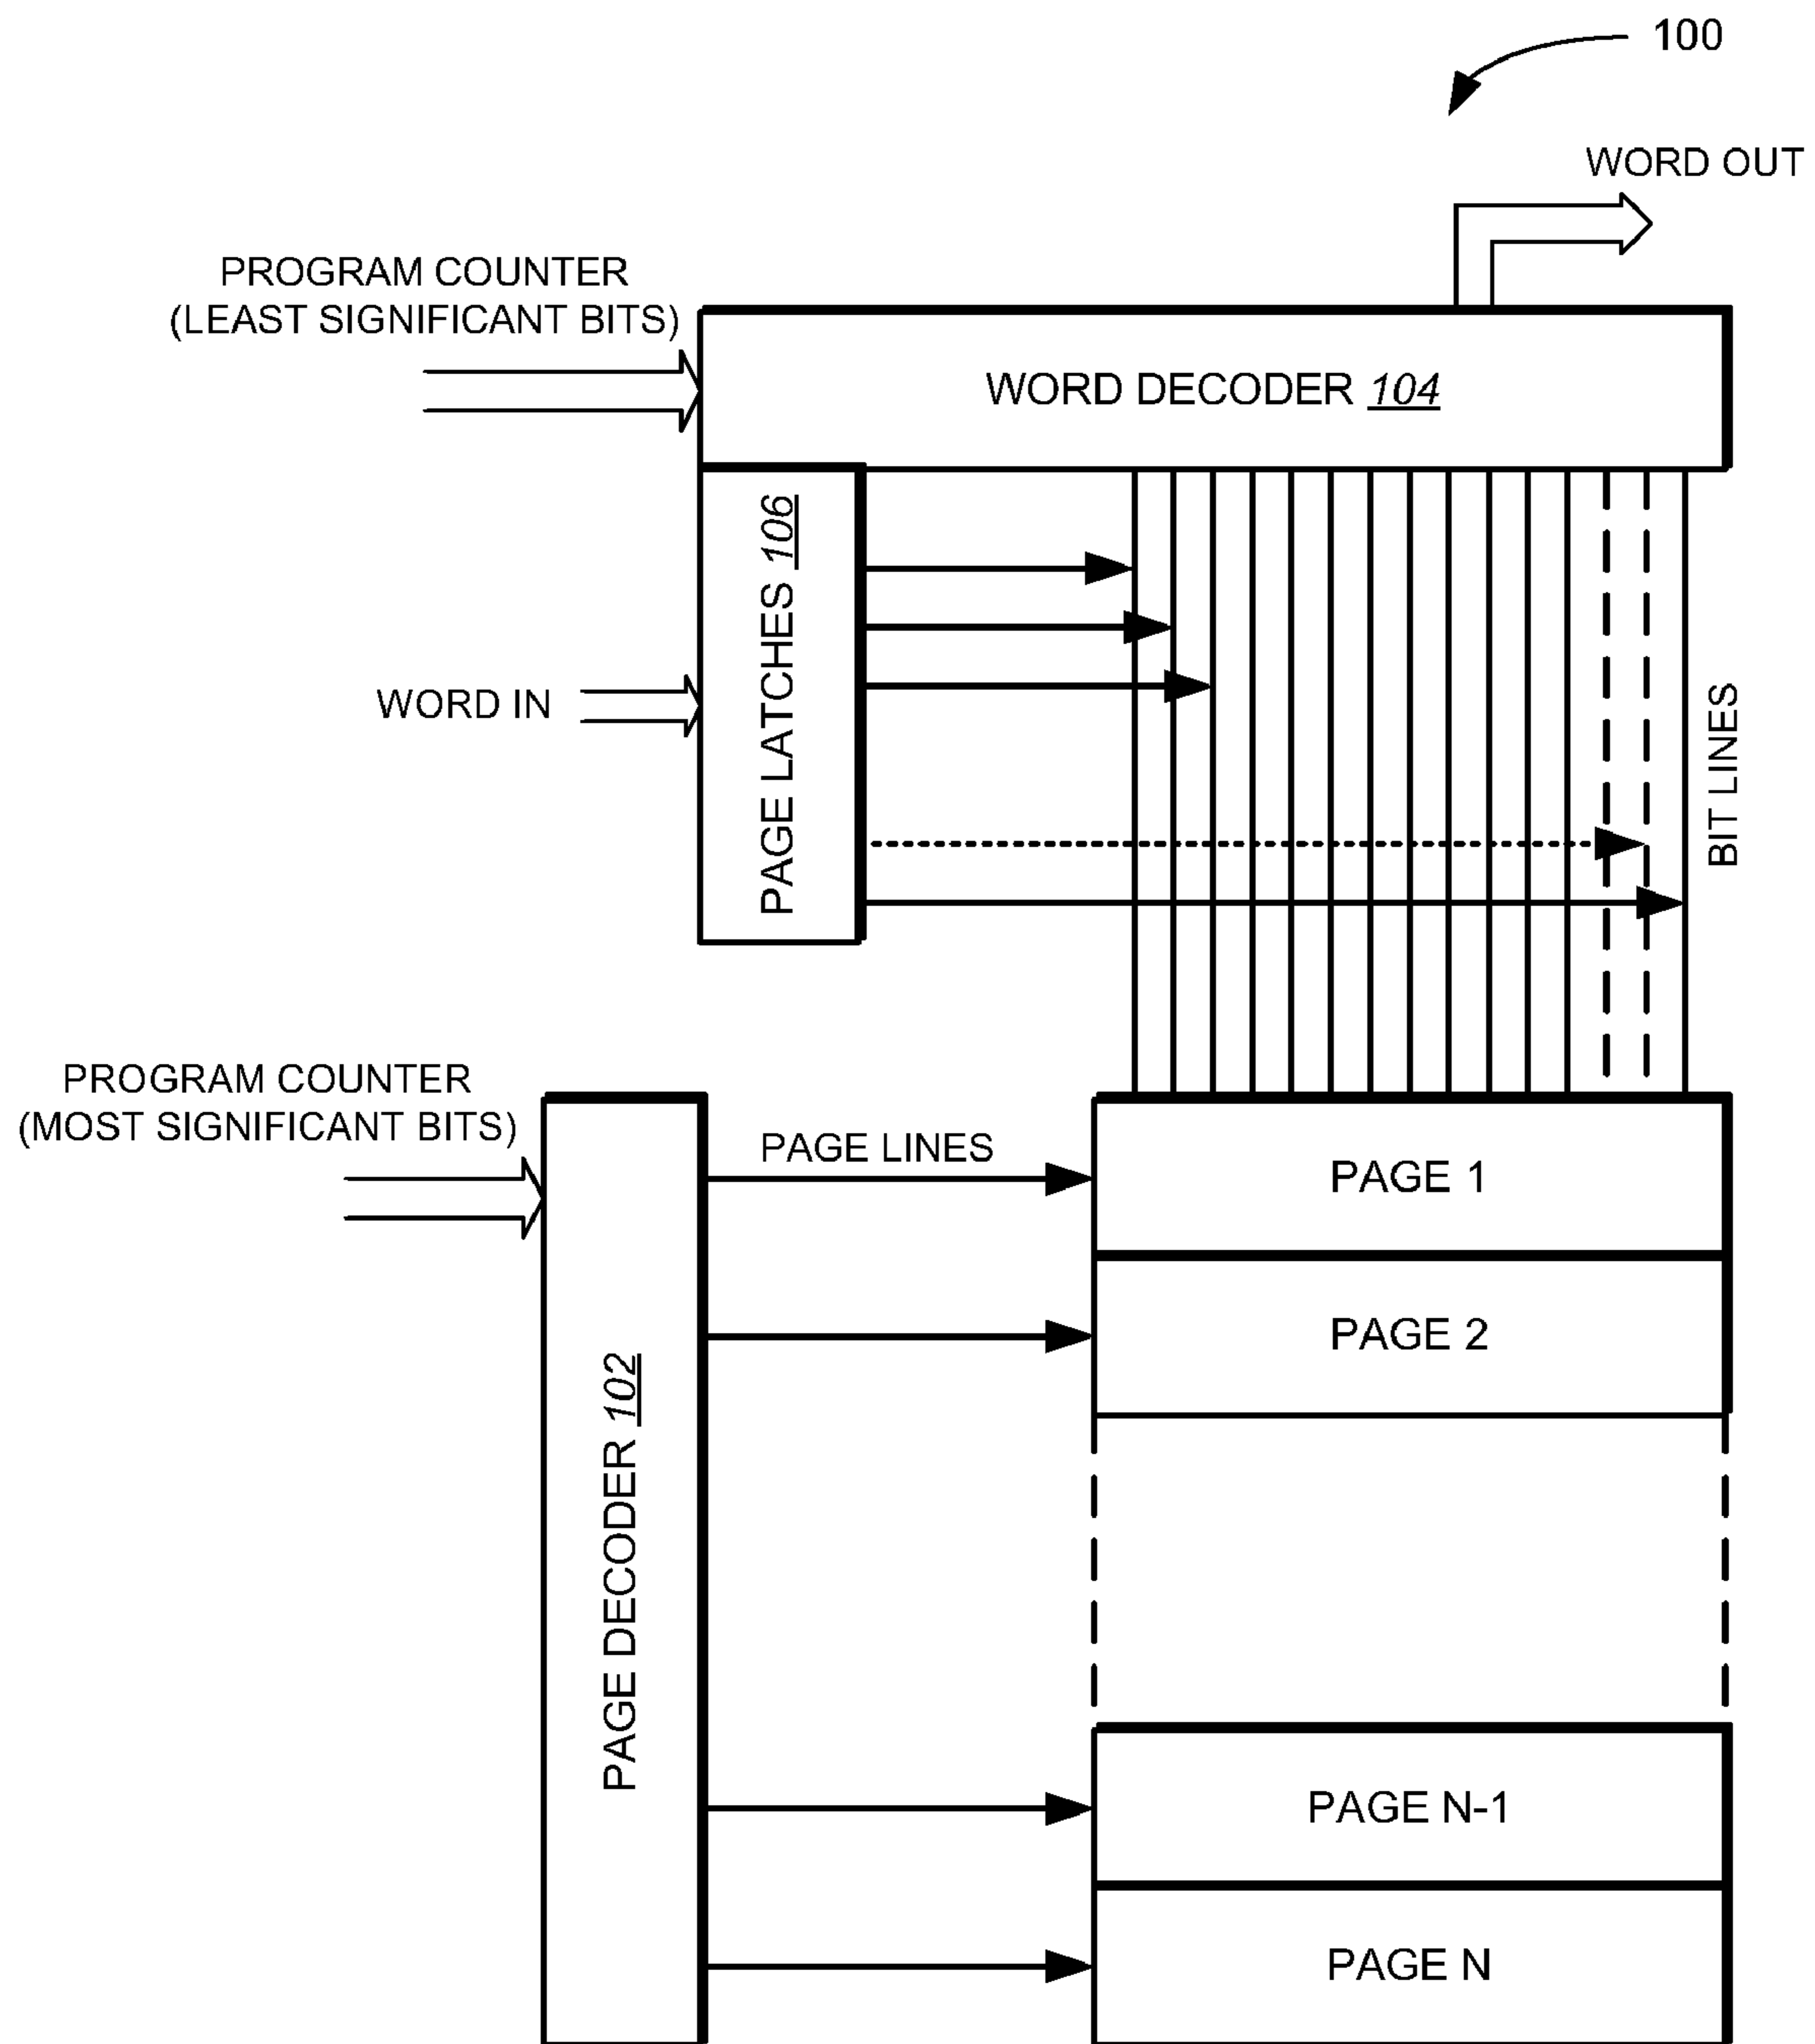 100
WORD OUT
PROGRAM COUNTER
(LEAST SIGNIFICANT BITS)
WORD DECODER 104
PAGE LATCHES 106
WORD IN
BIT LINES
PROGRAM COUNTER
(MOST SIGNIFICANT BITS)
PAGE LINES
PAGE 1
PAGE 2
PAGE DECODER 102
PAGE N-1
PAGE N